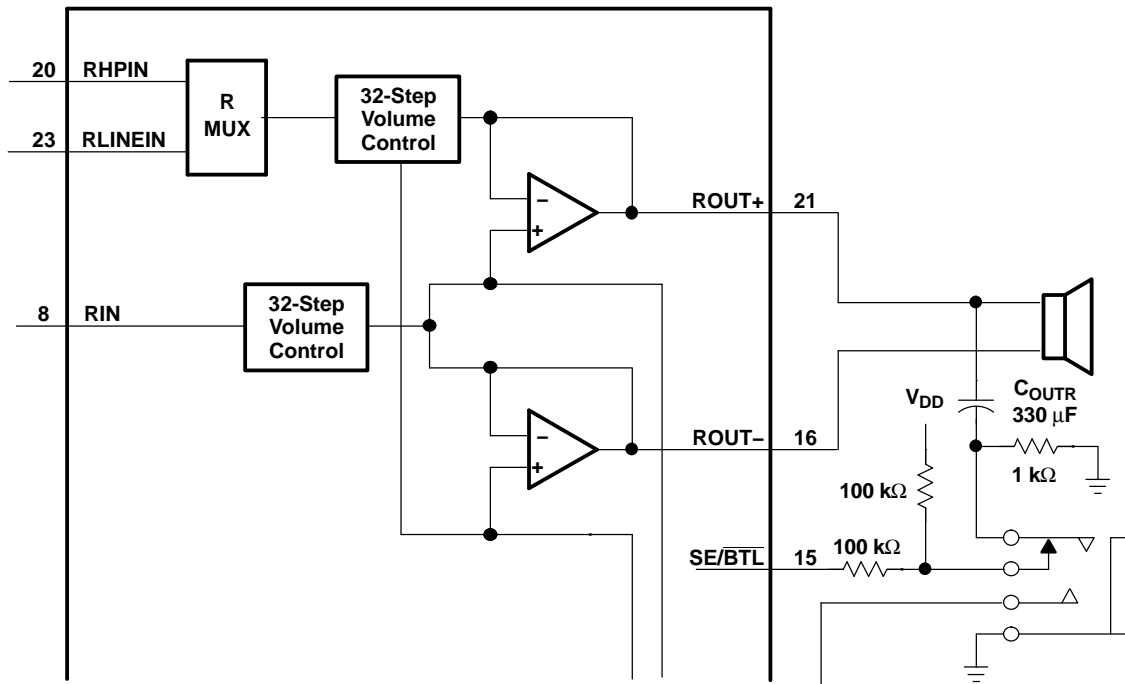 20 RHPIN
R
MUX
32-Step
Volume
Control
23 RLINEIN
−
+
ROUT+ 21
8 RIN
32-Step
Volume
Control
−
+
ROUT− 16
VDD
COUTR
330 μF
1 kΩ
100 kΩ
SE/BTL 15 100 kΩ